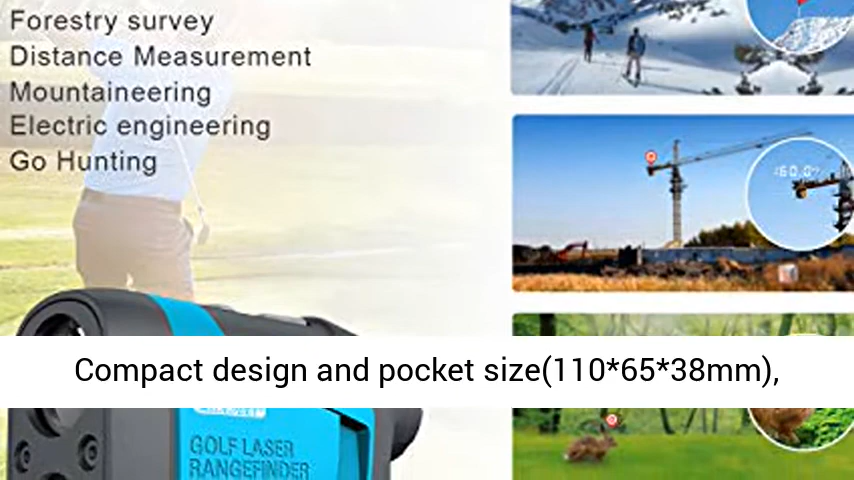 Forestry survey
Distance Measurement
Mountaineering
Electric engineering
Go Hunting
Compact design and pocket size(110*65*38mm),
GOLF LASER
RANGEFINDER